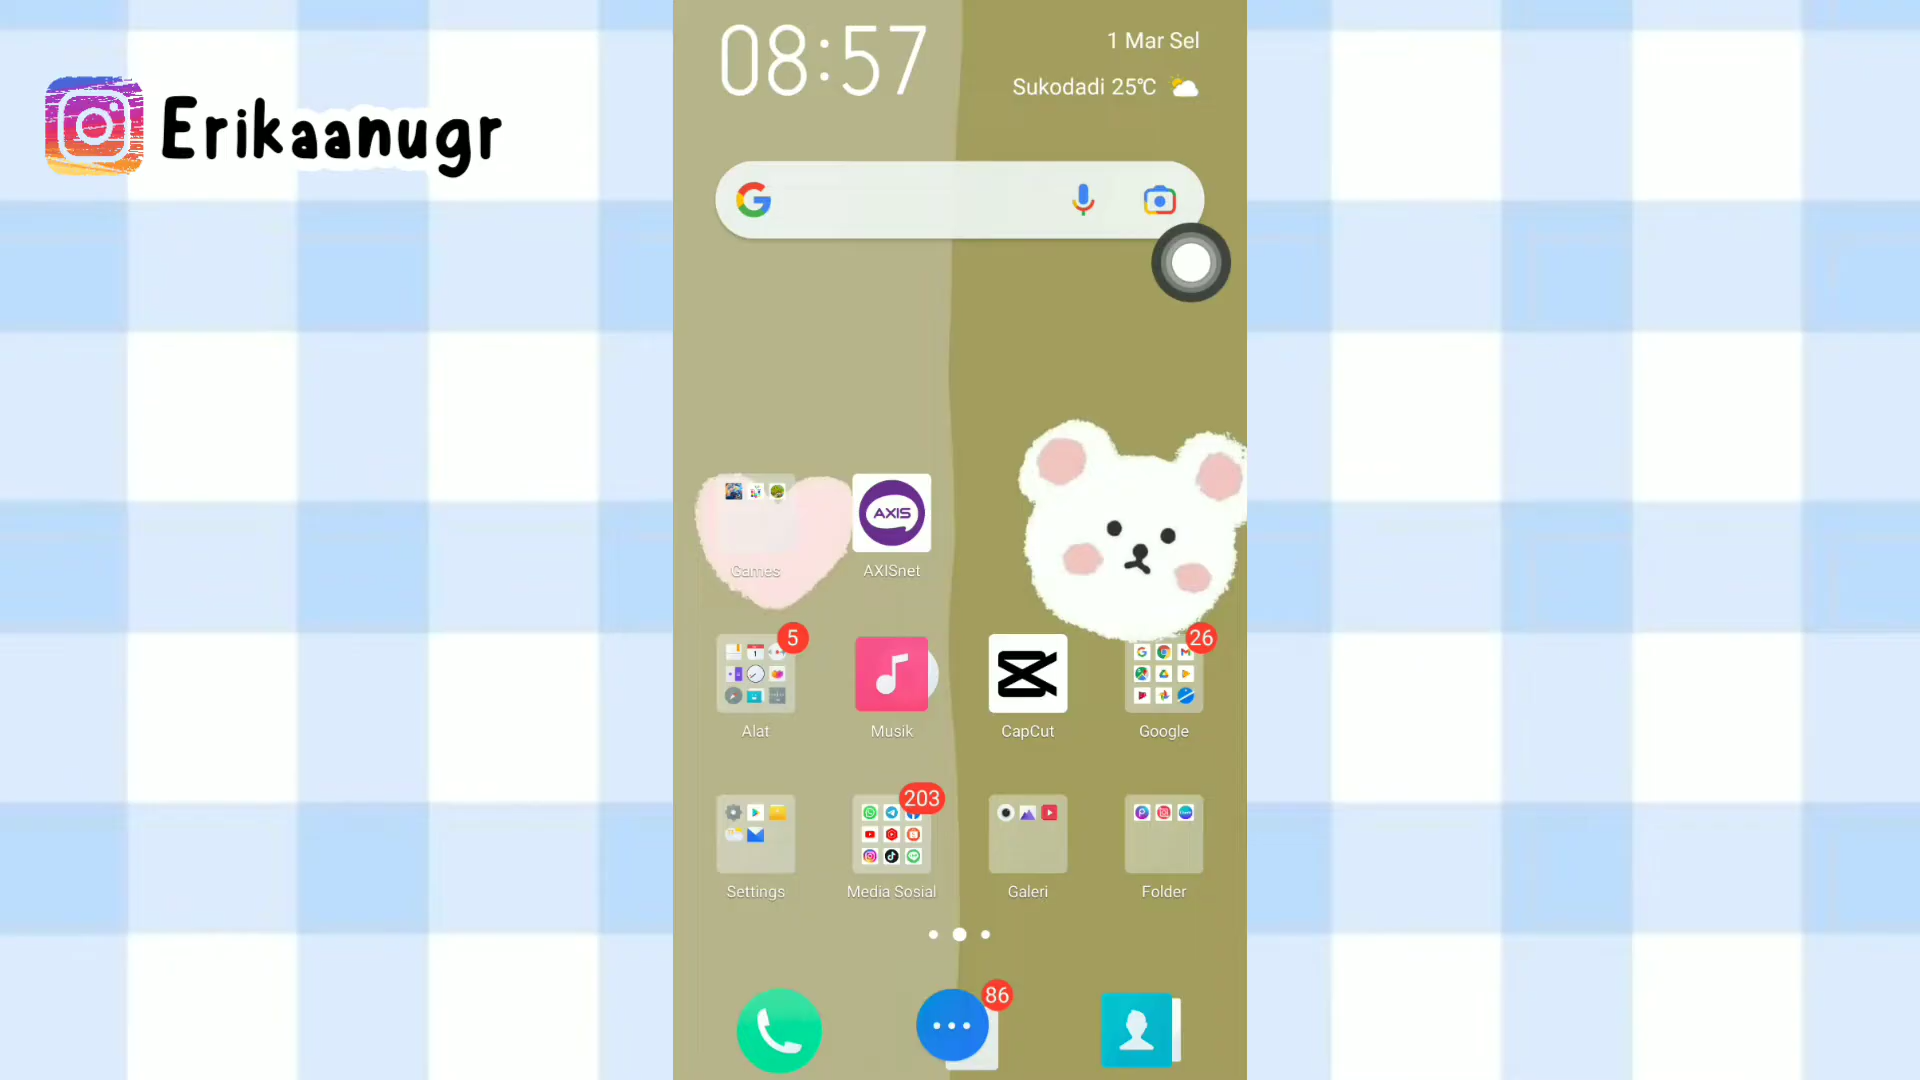 Erikaanugr
08:57
1 Mar Sel
Sukodadi 25℃
Games
AXIS
AXISnet
5
26
1
Alat
Musik
CapCut
Google
203
Settings
Media Sosial
Galeri
Folder
86